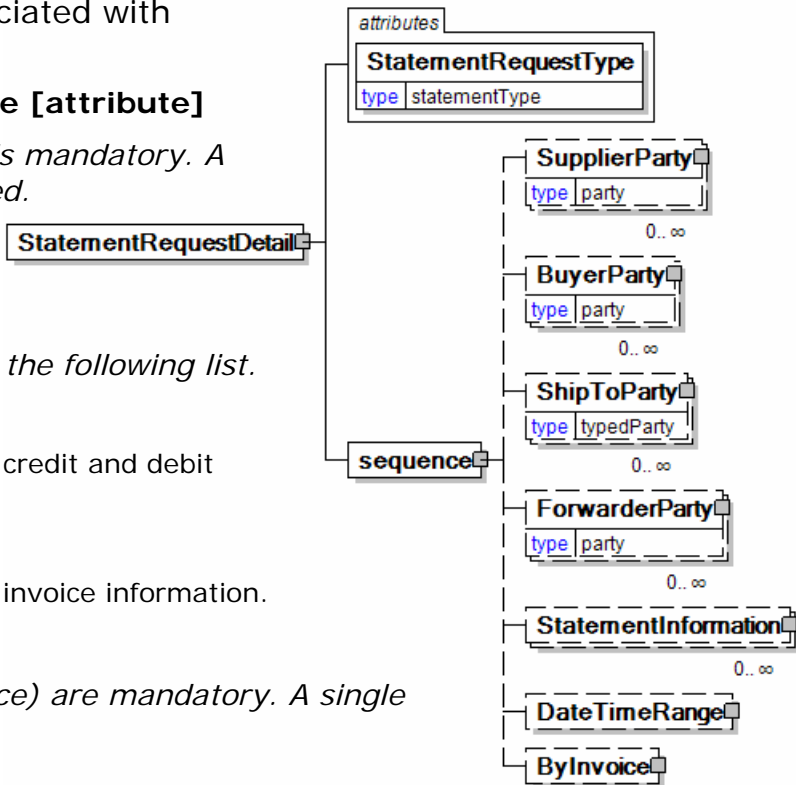 ciated with
e [attribute]
s mandatory. A
ed.
the following list.
credit and debit
invoice information.
ce) are mandatory. A single
attributes
StatementRequestType
type statementType
StatementRequestDetail
sequence
SupplierParty
type party
0.. ∞
BuyerParty
type party
0.. ∞
ShipToParty
type typedParty
0.. ∞
ForwarderParty
type party
0.. ∞
StatementInformation
0.. ∞
DateTimeRange
ByInvoice